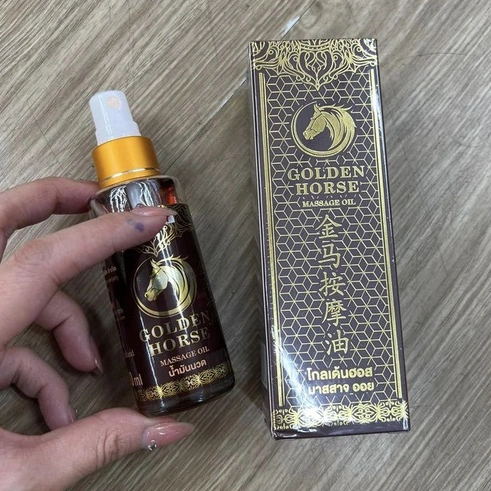 GOLDEN
HORSE
MASSAGE OIL
น้ำมันนวด
ml
GOLDEN
HORSE
MASSAGE OIL
金
马
按
摩
油
โกลเด้นฮอส
มาสสาจ ออย